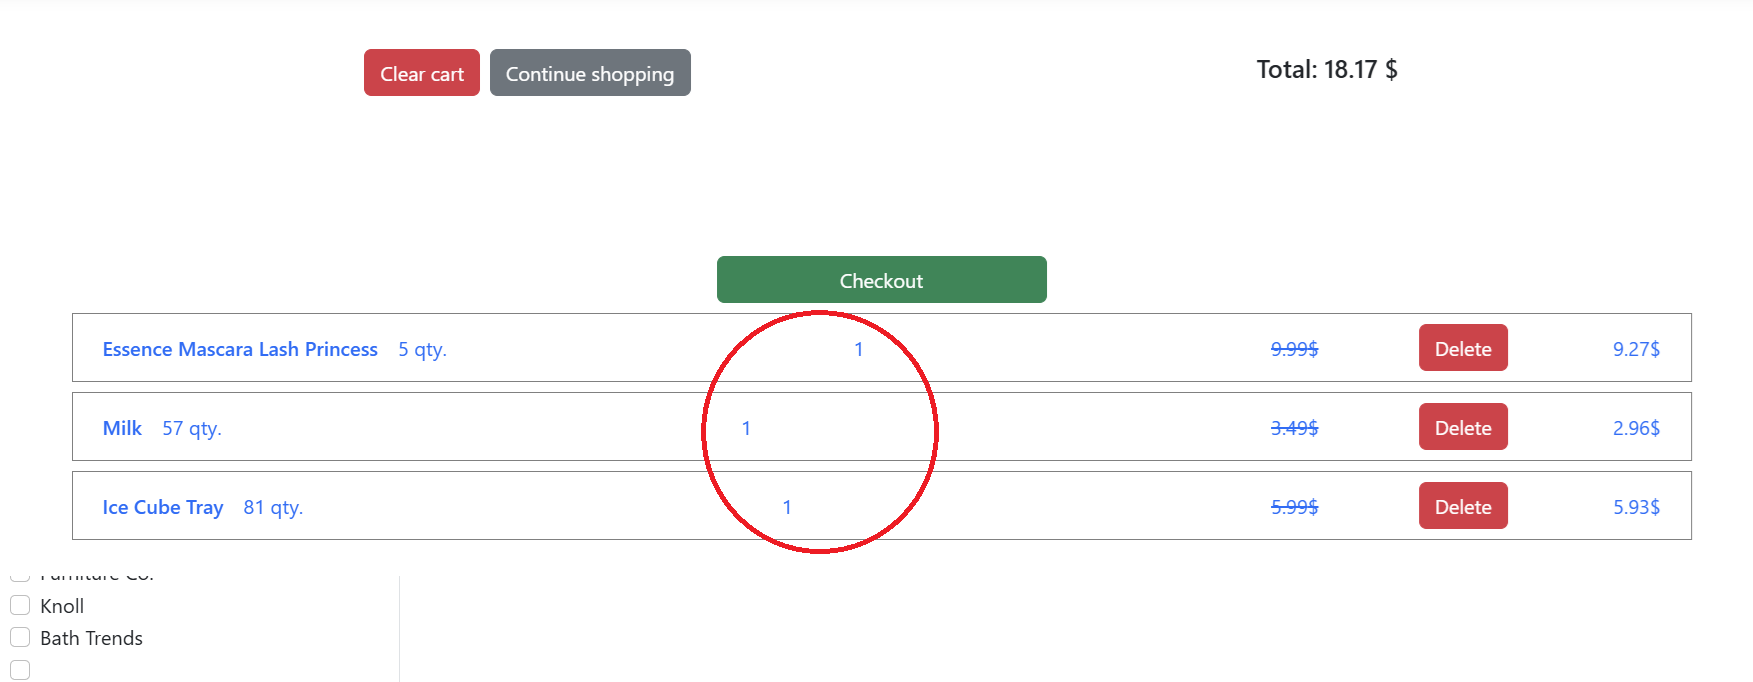 Clear cart Continue shopping Total: 18.17 $
Checkout
Essence Mascara Lash Princess 5 qty. 1 9.99$ Delete 9.27$
Milk 57 qty. 1 3.49$ Delete 2.96$
Ice Cube Tray 81 qty. 1 5.99$ Delete 5.93$
Furniture Co.
Knoll
Bath Trends